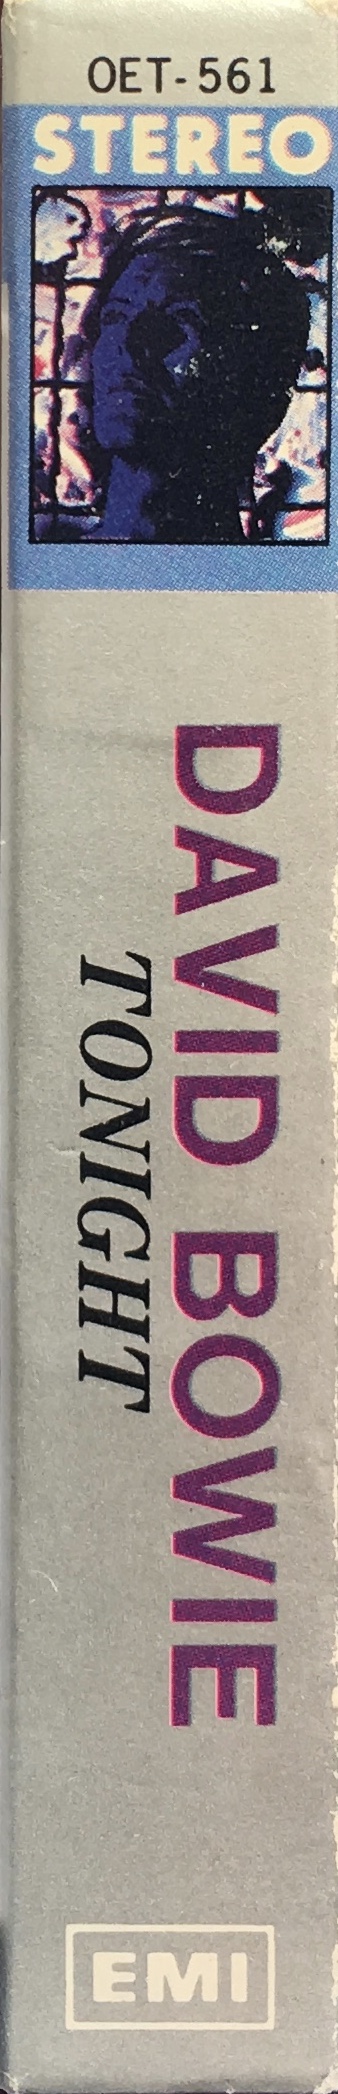 OET-561
STEREO
DAVID BOWIE
TONIGHT
EMI